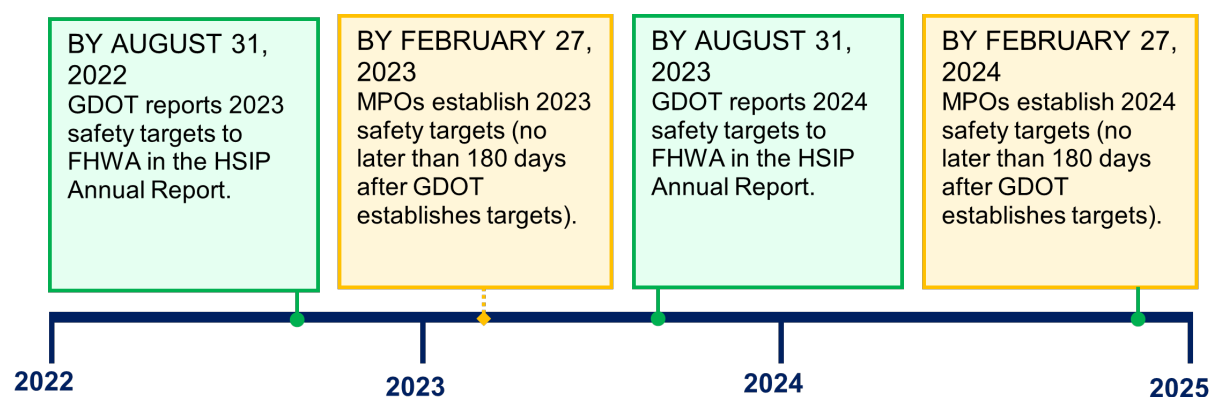 BY AUGUST 31,
2022
GDOT reports 2023
safety targets to
FHWA in the HSIP
Annual Report.
BY FEBRUARY 27,
2023
MPOs establish 2023
safety targets (no
later than 180 days
after GDOT
establishes targets).
BY AUGUST 31,
2023
GDOT reports 2024
safety targets to
FHWA in the HSIP
Annual Report.
BY FEBRUARY 27,
2024
MPOs establish 2024
safety targets (no
later than 180 days
after GDOT
establishes targets).
2022
2023
2024
2025